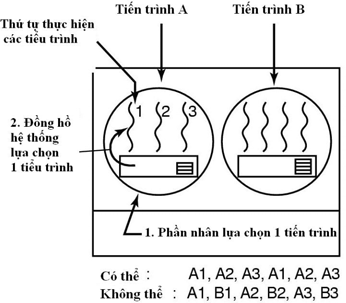 Tiến trình A
Tiến trình B
Thứ tự thực hiện
các tiểu trình
1 2 3
2. Đồng hồ
hệ thống
lựa chọn
1 tiểu trình
1. Phần nhân lựa chọn 1 tiến trình
Có thể : A1, A2, A3, A1, A2, A3
Không thể : A1, B1, A2, B2, A3, B3